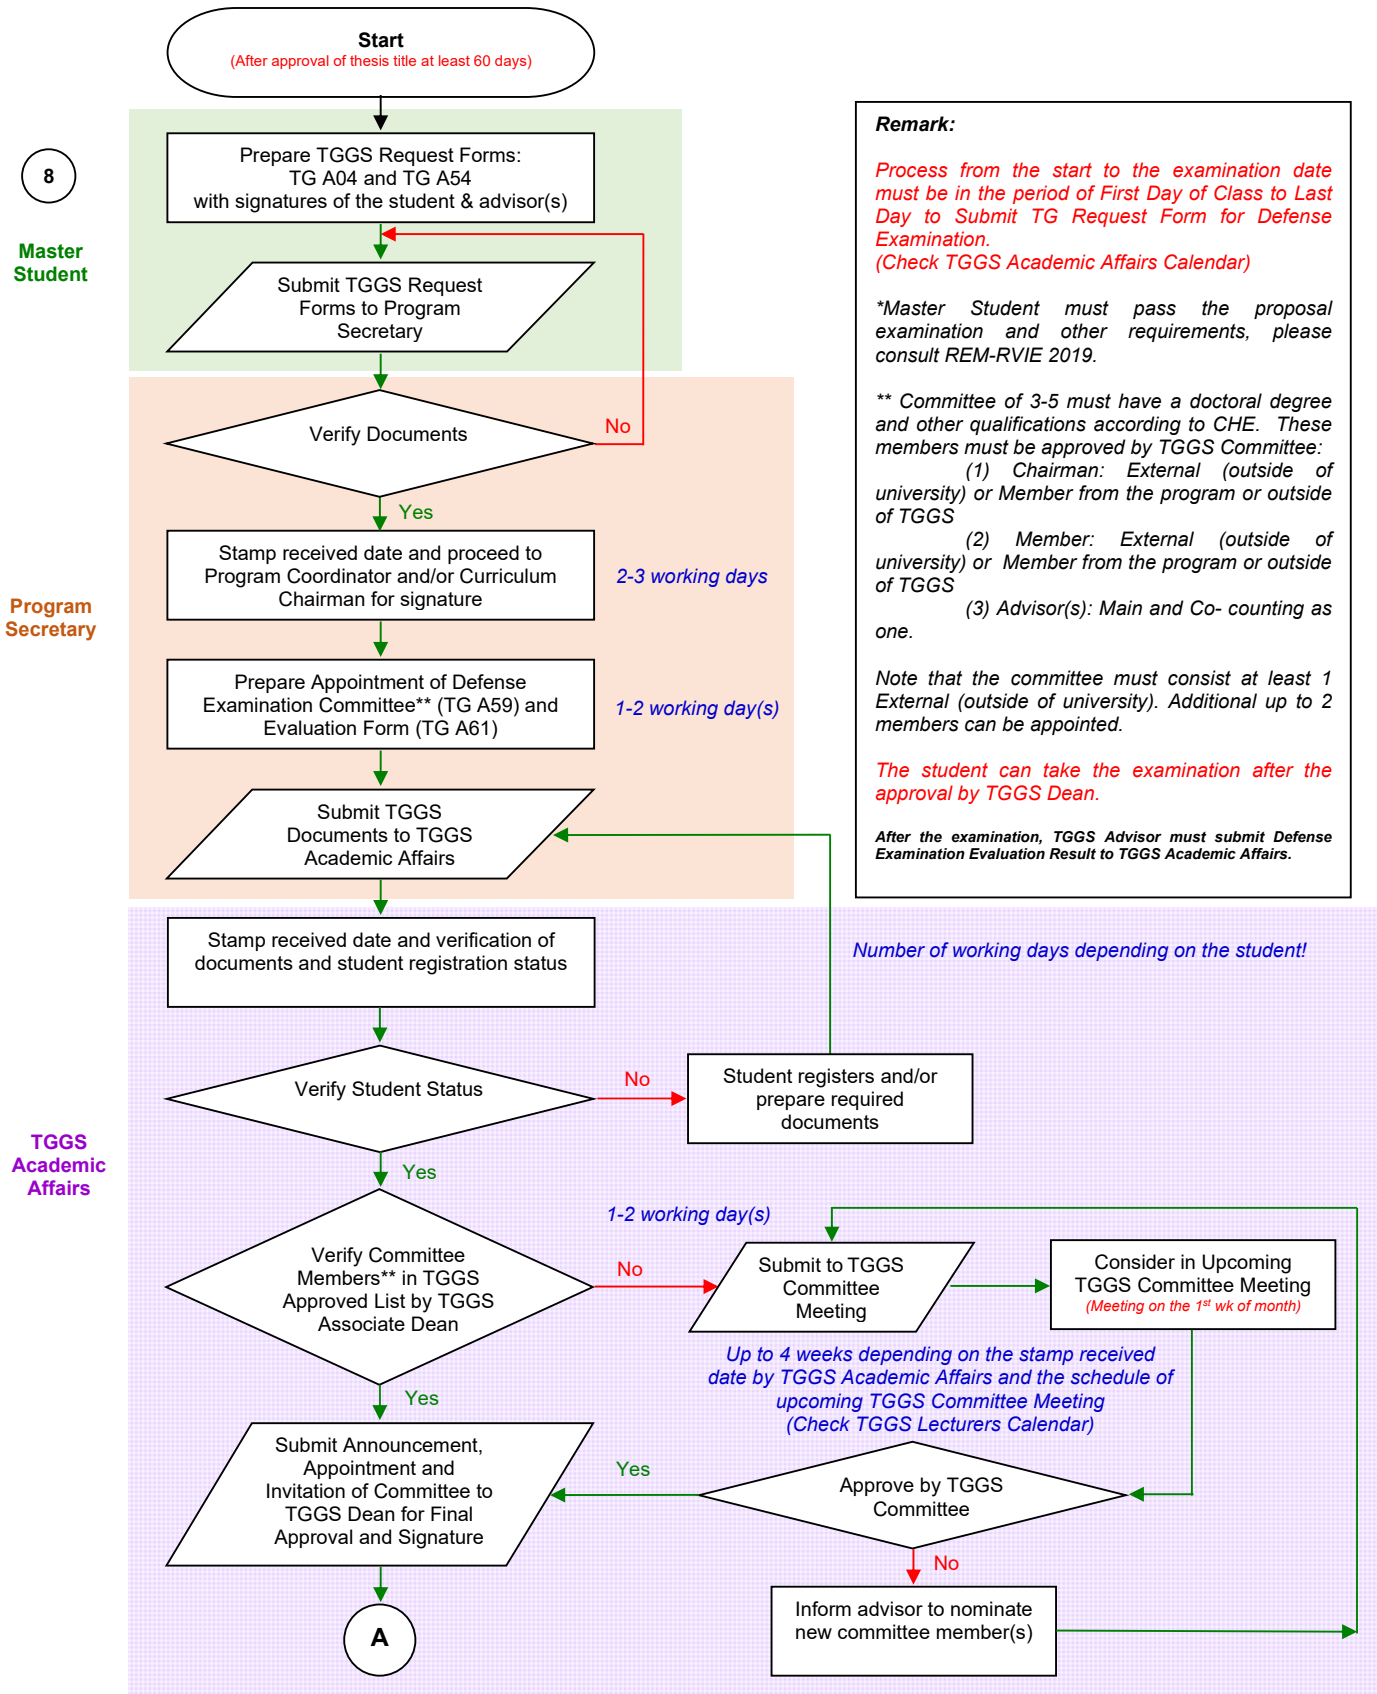 Start
(After approval of thesis title at least 60 days)
8
Master
Student
Prepare TGGS Request Forms:
TG A04 and TG A54
with signatures of the student & advisor(s)
Submit TGGS Request
Forms to Program
Secretary
Remark:
Process from the start to the examination date
must be in the period of First Day of Class to Last
Day to Submit TG Request Form for Defense
Examination.
(Check TGGS Academic Affairs Calendar)
*Master Student must pass the proposal
examination and other requirements, please
consult REM-RVIE 2019.
** Committee of 3-5 must have a doctoral degree
and other qualifications according to CHE. These
members must be approved by TGGS Committee:
(1) Chairman: External (outside of
university) or Member from the program or outside
of TGGS
(2) Member: External (outside of
university) or Member from the program or outside
of TGGS
(3) Advisor(s): Main and Co- counting as
one.
Note that the committee must consist at least 1
External (outside of university). Additional up to 2
members can be appointed.
The student can take the examination after the
approval by TGGS Dean.
After the examination, TGGS Advisor must submit Defense
Examination Evaluation Result to TGGS Academic Affairs.
Program
Secretary
Verify Documents
No
Yes
Stamp received date and proceed to
Program Coordinator and/or Curriculum
Chairman for signature
2-3 working days
Prepare Appointment of Defense
Examination Committee** (TG A59) and
Evaluation Form (TG A61)
1-2 working day(s)
Submit TGGS
Documents to TGGS
Academic Affairs
TGGS
Academic
Affairs
Stamp received date and verification of
documents and student registration status
Number of working days depending on the student!
Verify Student Status
No
Student registers and/or
prepare required
documents
Yes
1-2 working day(s)
Verify Committee
Members** in TGGS
Approved List by TGGS
Associate Dean
No
Submit to TGGS
Committee
Meeting
Consider in Upcoming
TGGS Committee Meeting
(Meeting on the 1st wk of month)
Up to 4 weeks depending on the stamp received
date by TGGS Academic Affairs and the schedule of
upcoming TGGS Committee Meeting
(Check TGGS Lecturers Calendar)
Yes
Submit Announcement,
Appointment and
Invitation of Committee to
TGGS Dean for Final
Approval and Signature
Yes
Approve by TGGS
Committee
No
Inform advisor to nominate
new committee member(s)
A